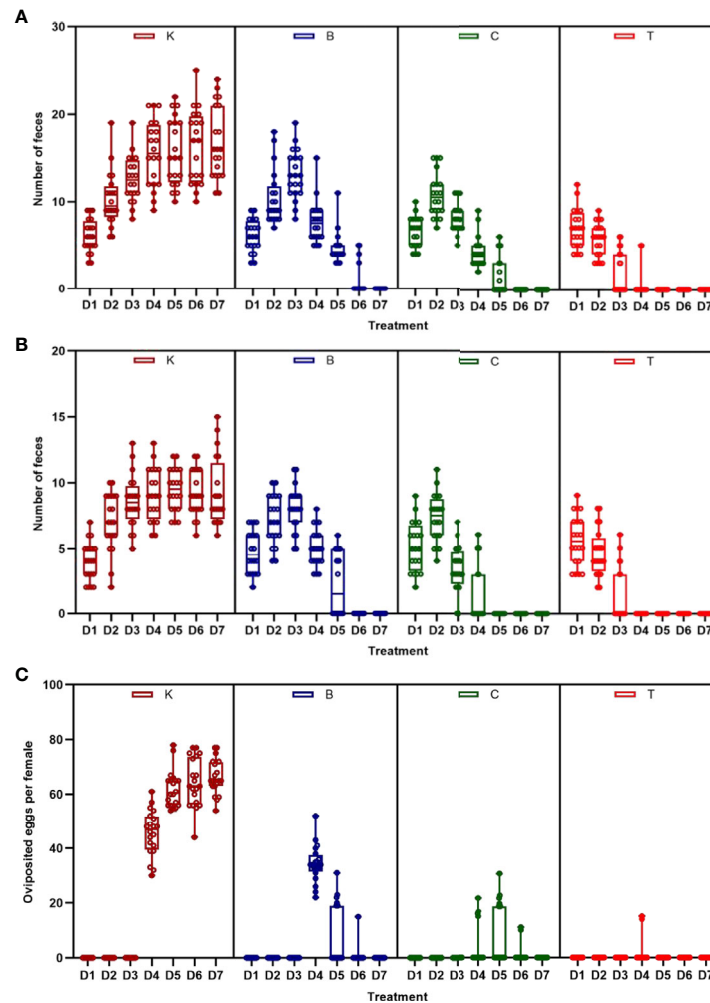 A
K B C T
30
20
10
0
Number of feces
D1 D2 D3 D4 D5 D6 D7 D1 D2 D3 D4 D5 D6 D7 D1 D2 D3 D4 D5 D6 D7 D1 D2 D3 D4 D5 D6 D7
Treatment
B
K B C T
20
15
10
5
0
Number of feces
D1 D2 D3 D4 D5 D6 D7 D1 D2 D3 D4 D5 D6 D7 D1 D2 D3 D4 D5 D6 D7 D1 D2 D3 D4 D5 D6 D7
Treatment
C
K B C T
100
80
60
40
20
0
Oviposited eggs per female
D1 D2 D3 D4 D5 D6 D7 D1 D2 D3 D4 D5 D6 D7 D1 D2 D3 D4 D5 D6 D7 D1 D2 D3 D4 D5 D6 D7
Treatment